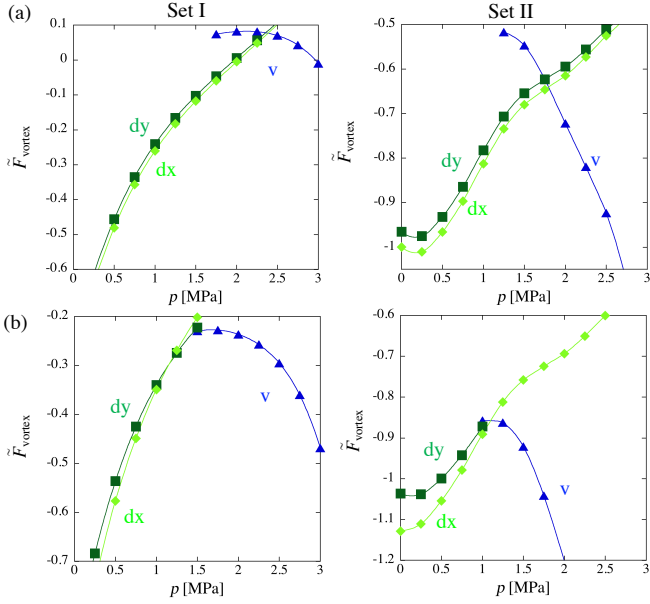 (a)
Set I
Set II
0.1
0
-0.1
-0.2
-0.3
-0.4
-0.5
-0.6
F̃vortex
v
dy
dx
0
0.5
1
1.5
2
2.5
3
p [MPa]
-0.5
-0.6
-0.7
-0.8
-0.9
-1
F̃vortex
v
dy
dx
0
0.5
1
1.5
2
2.5
3
p [MPa]
(b)
-0.2
-0.3
-0.4
-0.5
-0.6
-0.7
F̃vortex
dy
v
dx
0
0.5
1
1.5
2
2.5
3
p [MPa]
-0.6
-0.7
-0.8
-0.9
-1
-1.1
-1.2
F̃vortex
dy
dx
v
0
0.5
1
1.5
2
2.5
3
p [MPa]